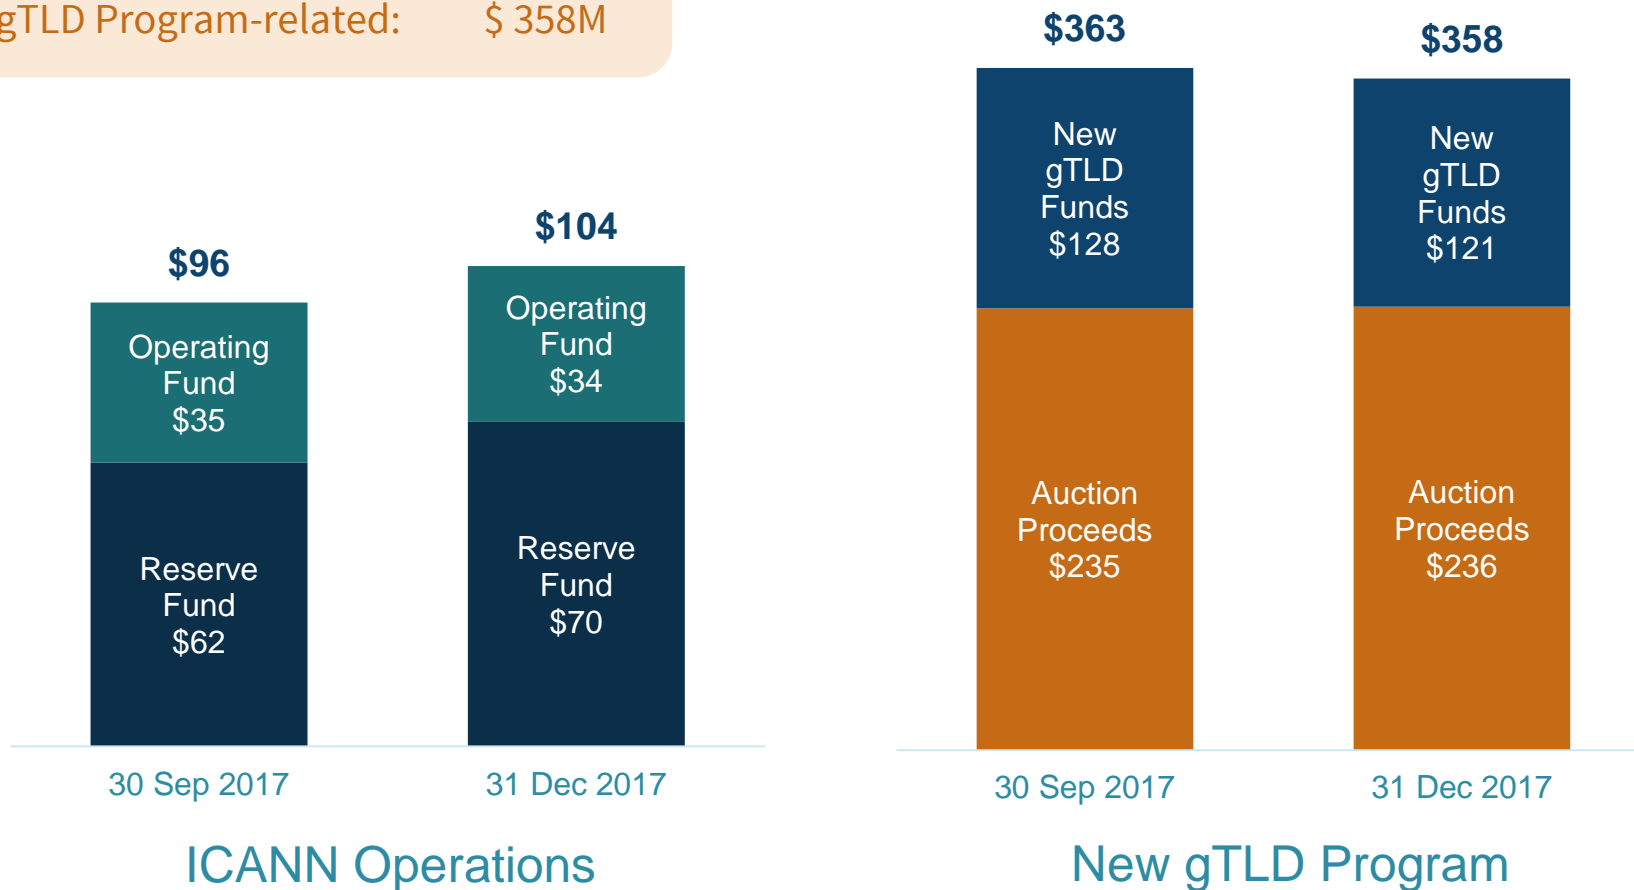 gTLD Program-related: $ 358M
$96
Operating
Fund
$35
Reserve
Fund
$62
30 Sep 2017
$104
Operating
Fund
$34
Reserve
Fund
$70
31 Dec 2017
ICANN Operations
$363
New
gTLD
Funds
$128
Auction
Proceeds
$235
30 Sep 2017
$358
New
gTLD
Funds
$121
Auction
Proceeds
$236
31 Dec 2017
New gTLD Program